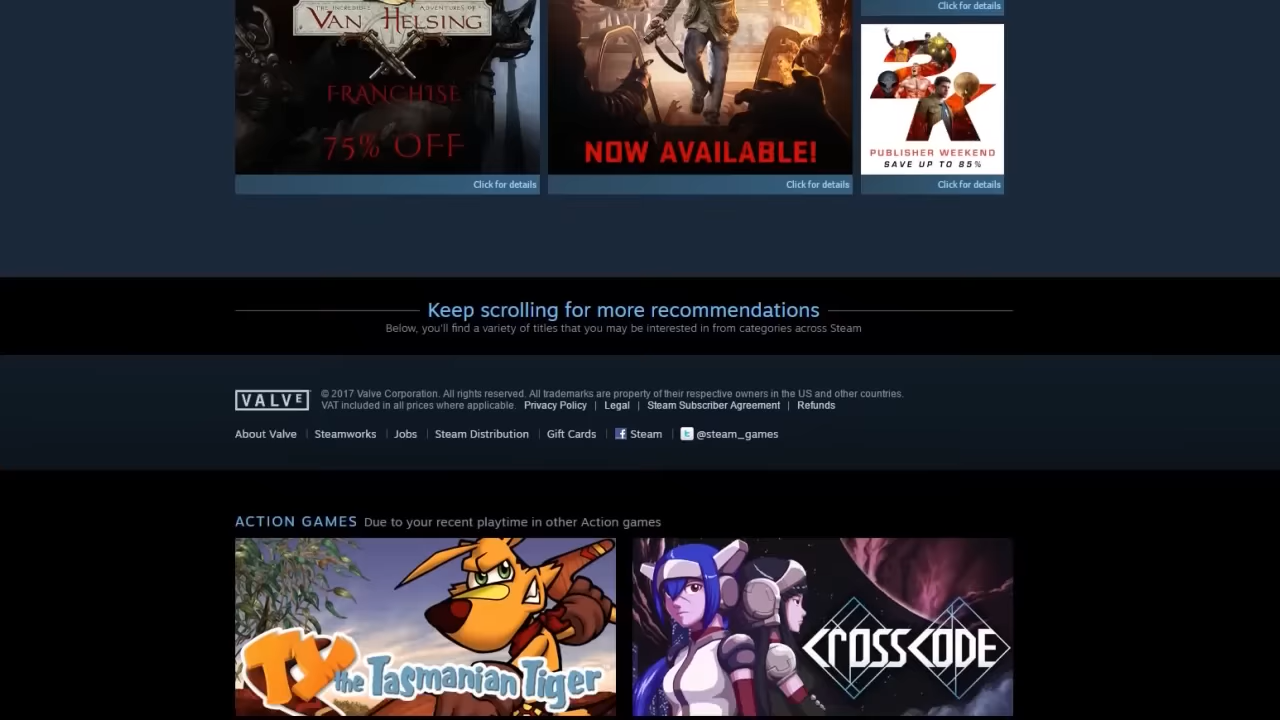 Click for details
THE INCREDIBLE ADVENTURES OF
VAN HELSING
FRANCHISE
75% OFF
Click for details
NOW AVAILABLE!
Click for details
2K
PUBLISHER WEEKEND
SAVE UP TO 85%
Click for details
Keep scrolling for more recommendations
Below, you'll find a variety of titles that you may be interested in from categories across Steam
VALVE
© 2017 Valve Corporation. All rights reserved. All trademarks are property of their respective owners in the US and other countries.
VAT included in all prices where applicable. Privacy Policy | Legal | Steam Subscriber Agreement | Refunds
About Valve | Steamworks | Jobs | Steam Distribution | Gift Cards | Steam | @steam_games
ACTION GAMES Due to your recent playtime in other Action games
TY the TASMANIAN TIGER
CROSSCODE